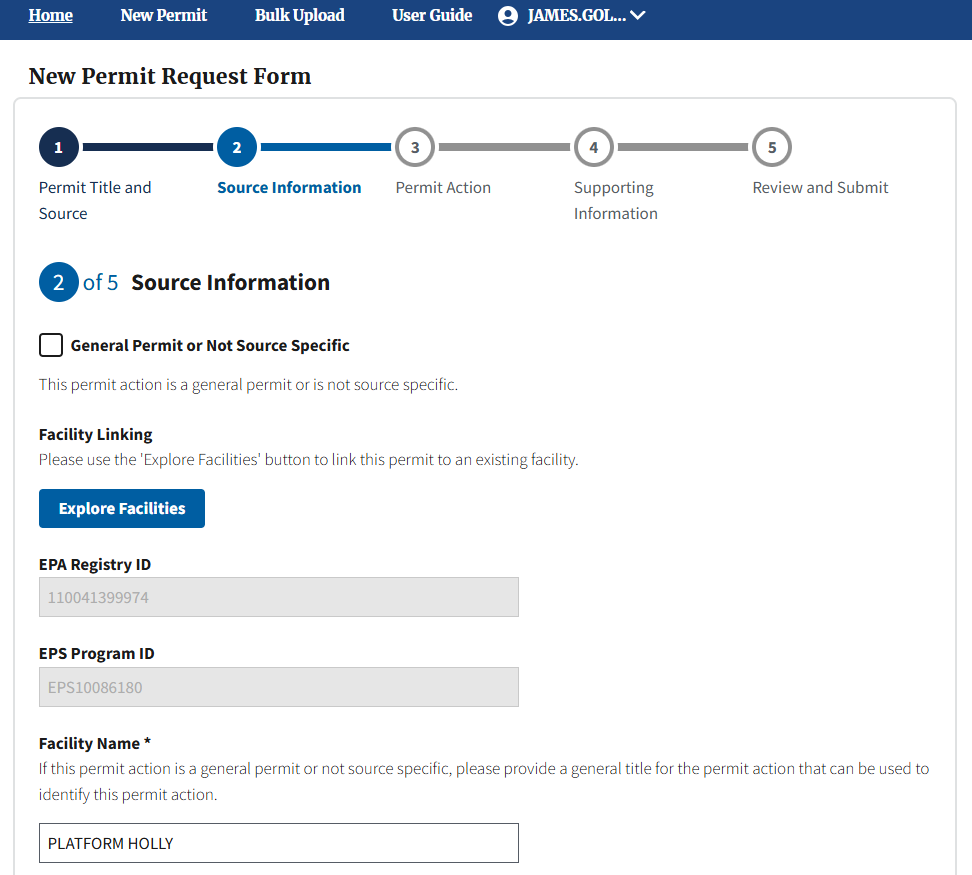 Home New Permit Bulk Upload User Guide JAMES.GOL...
New Permit Request Form
1 2 3 4 5
Permit Title and Source Information Permit Action Supporting Review and Submit
Source Information
2 of 5 Source Information
General Permit or Not Source Specific
This permit action is a general permit or is not source specific.
Facility Linking
Please use the 'Explore Facilities' button to link this permit to an existing facility.
Explore Facilities
EPA Registry ID
110041399974
EPS Program ID
EPS10086180
Facility Name *
If this permit action is a general permit or not source specific, please provide a general title for the permit action that can be used to
identify this permit action.
PLATFORM HOLLY